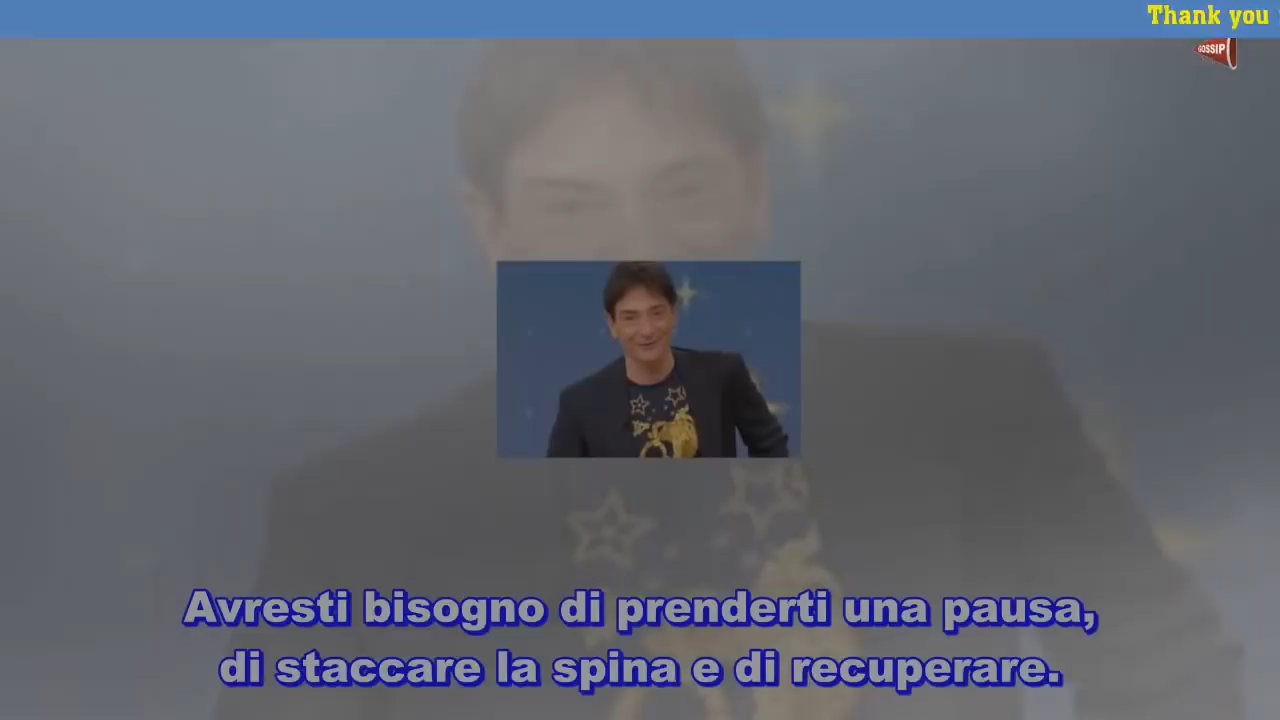 Thank you
GOSSIP
Avresti bisogno di prenderti una pausa,
di staccare la spina e di recuperare.